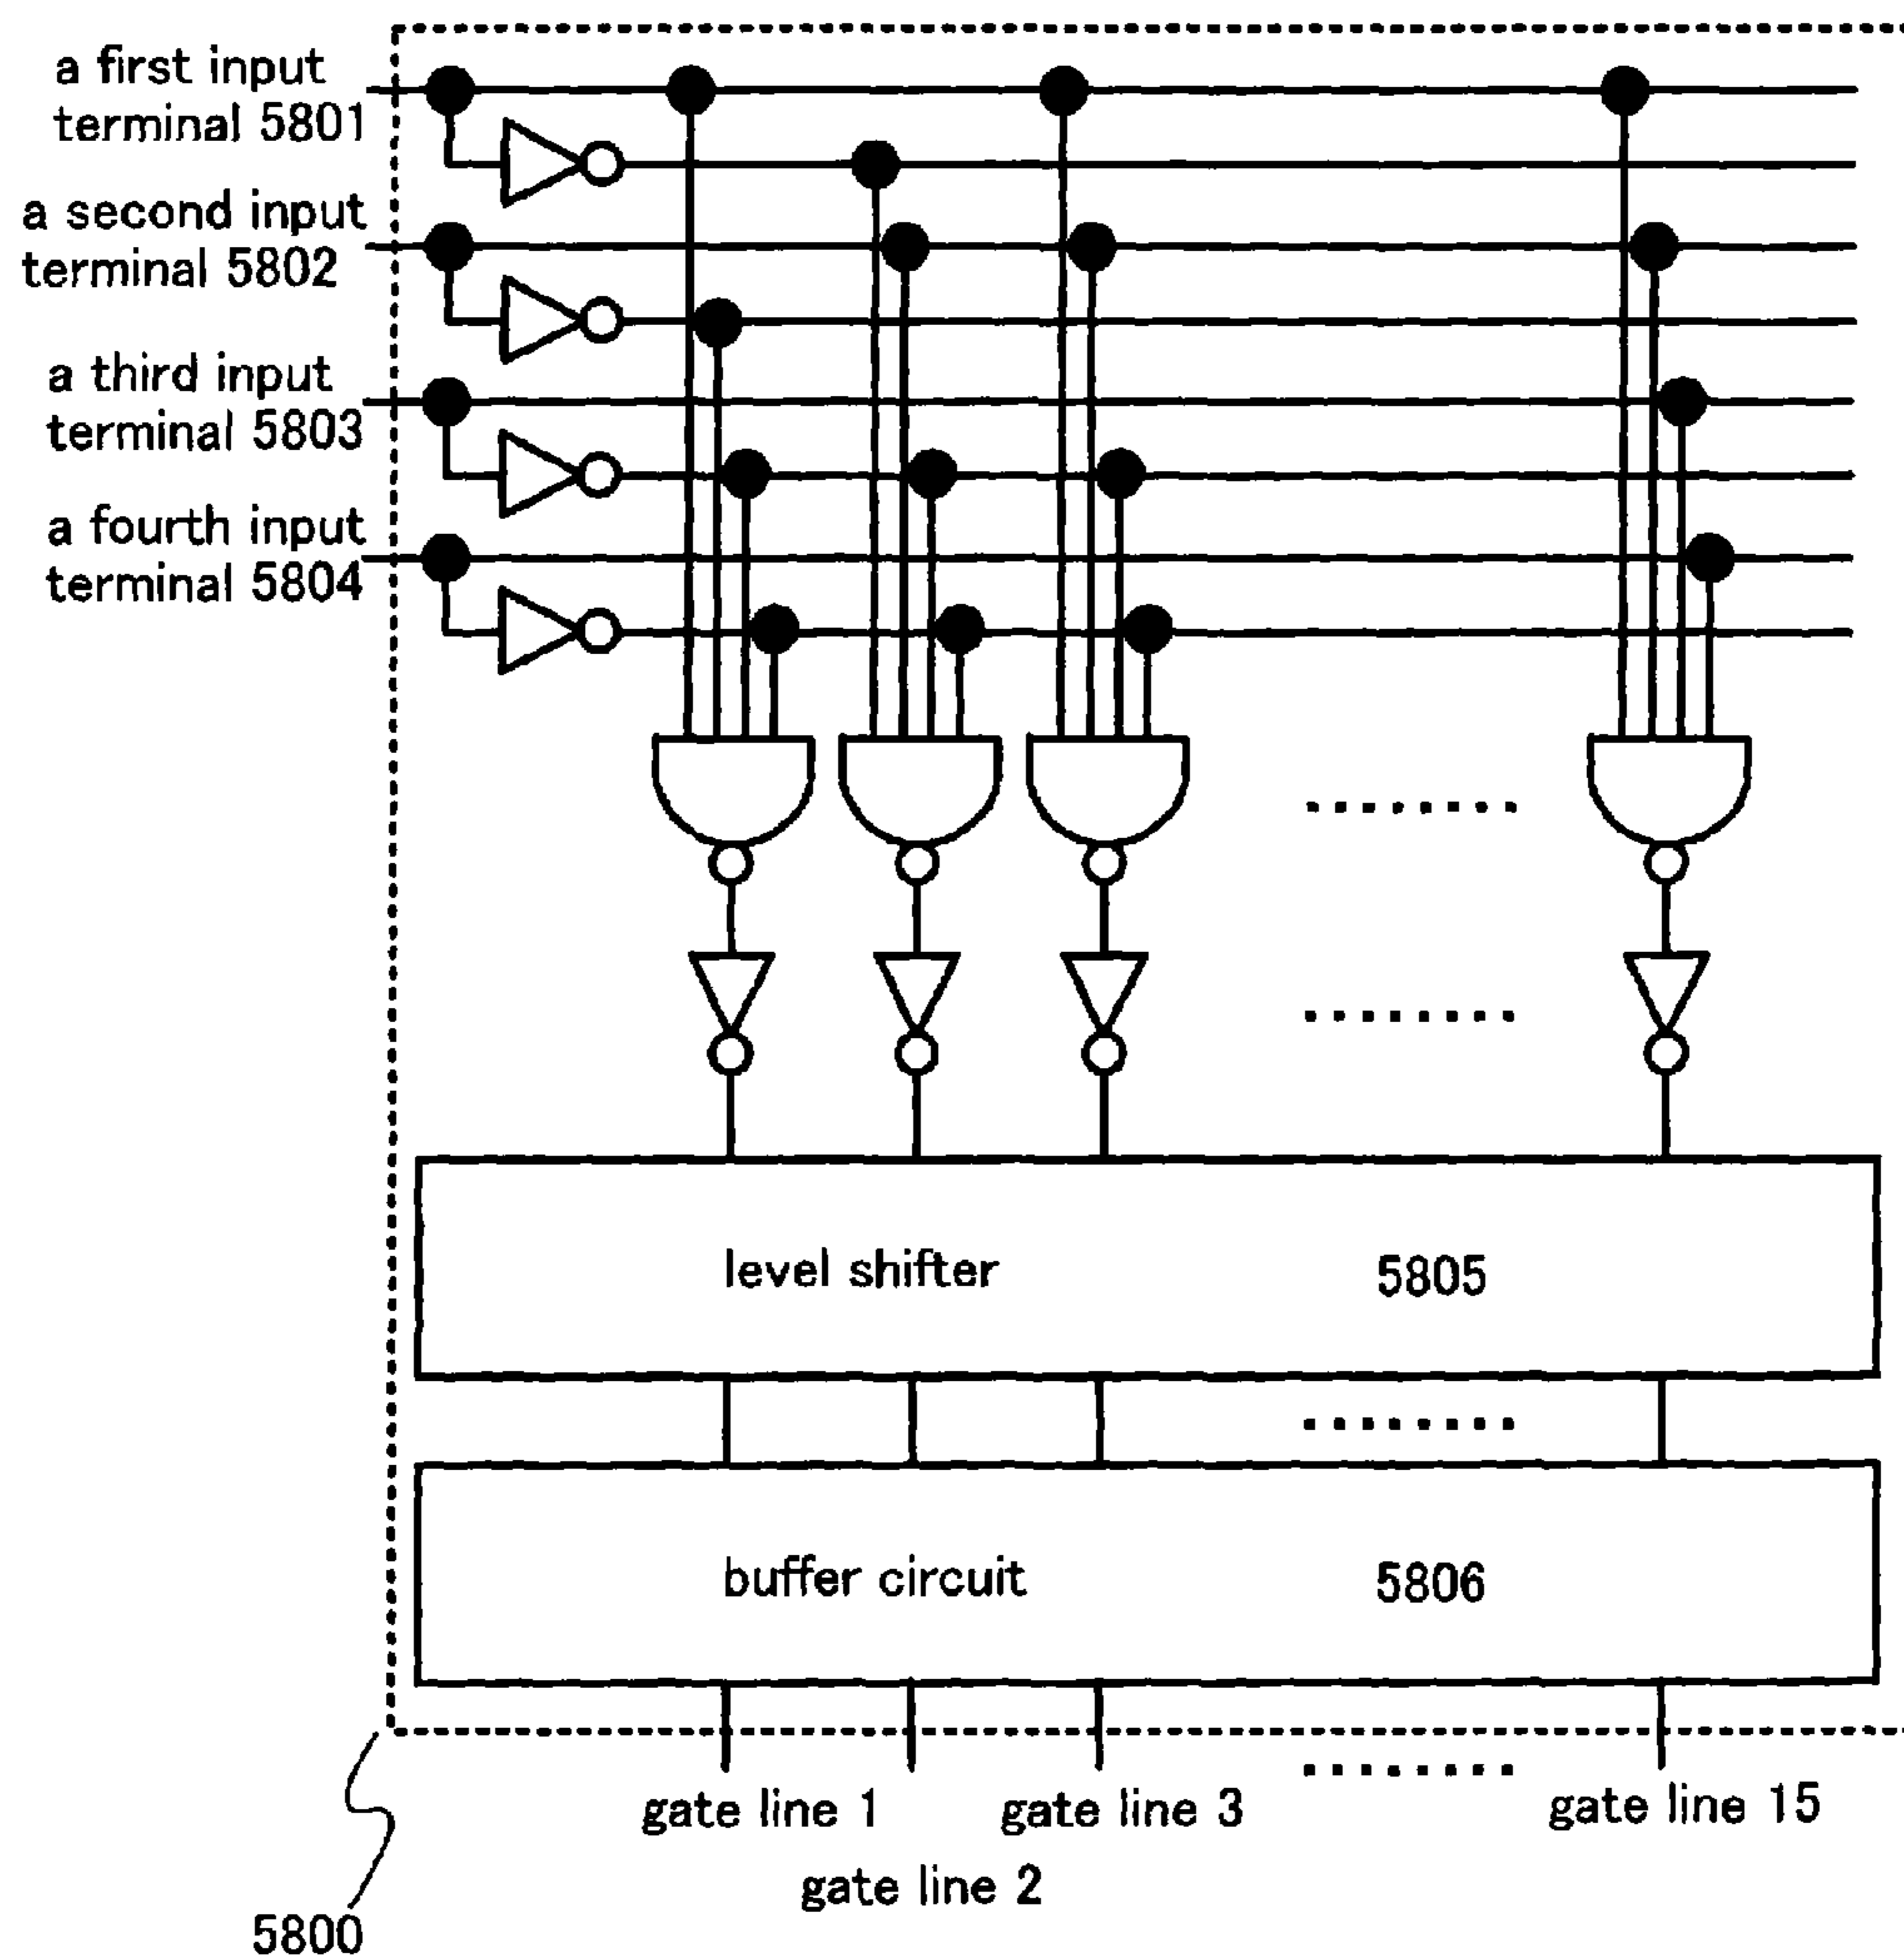 a first input
terminal 5801
a second input
terminal 5802
a third input
terminal 5803
a fourth input
terminal 5804
level shifter 5805
buffer circuit 5806
gate line 1 gate line 3 gate line 15
gate line 2
5800